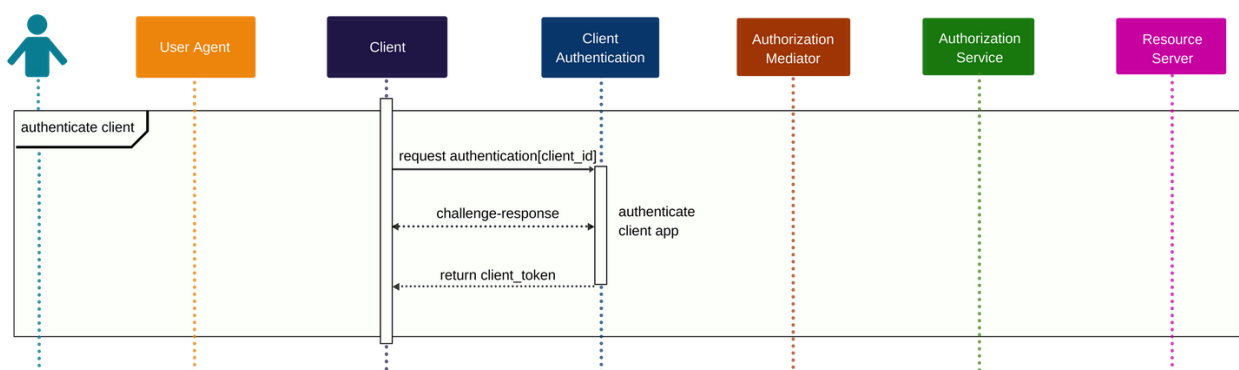 User Agent
Client
Client
Authentication
Authorization
Mediator
Authorization
Service
Resource
Server
authenticate client
request authentication[client_id]
challenge-response
authenticate
client app
return client_token